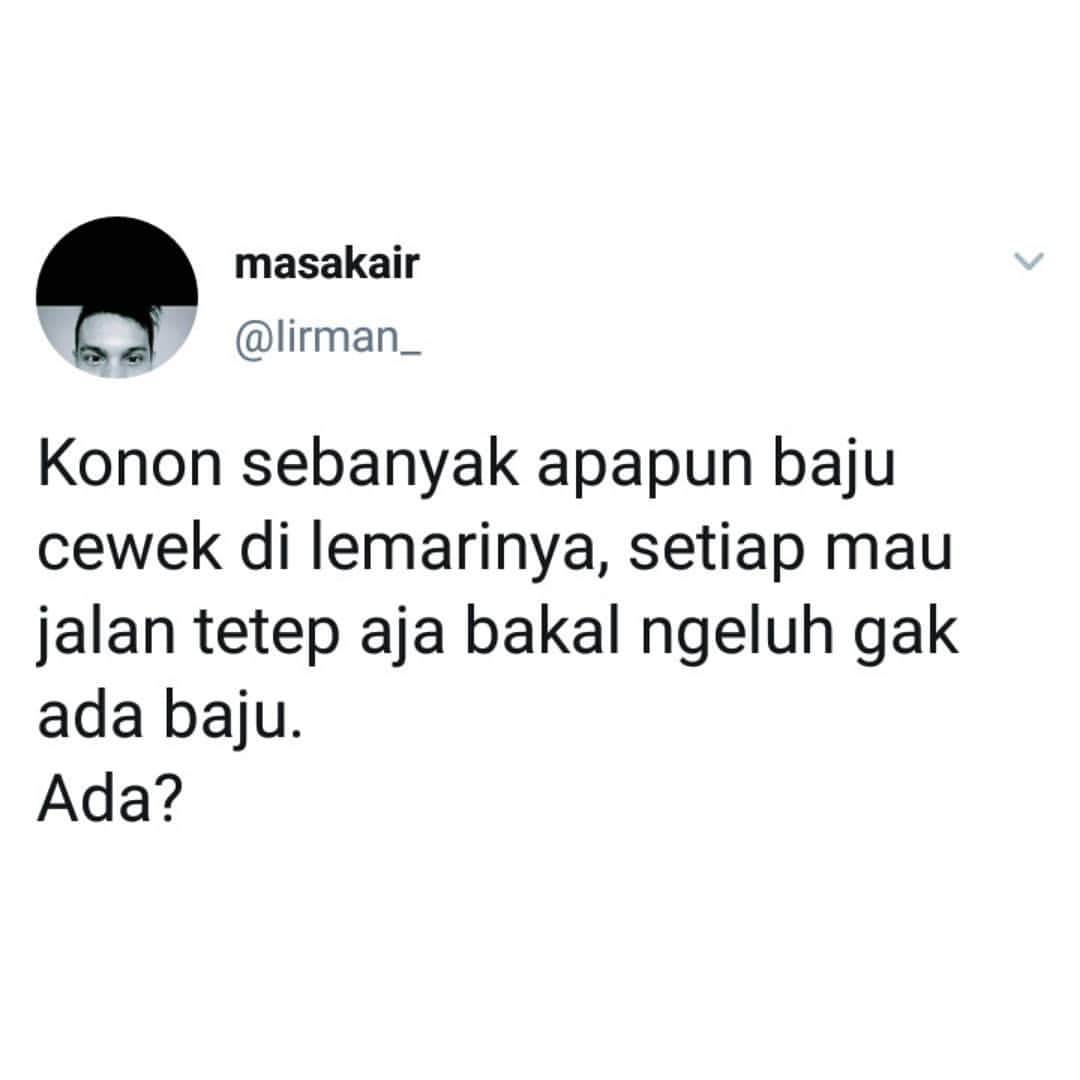 masakair
@lirman_
Konon sebanyak apapun baju
cewek di lemarinya, setiap mau
jalan tetep aja bakal ngeluh gak
ada baju.
Ada?